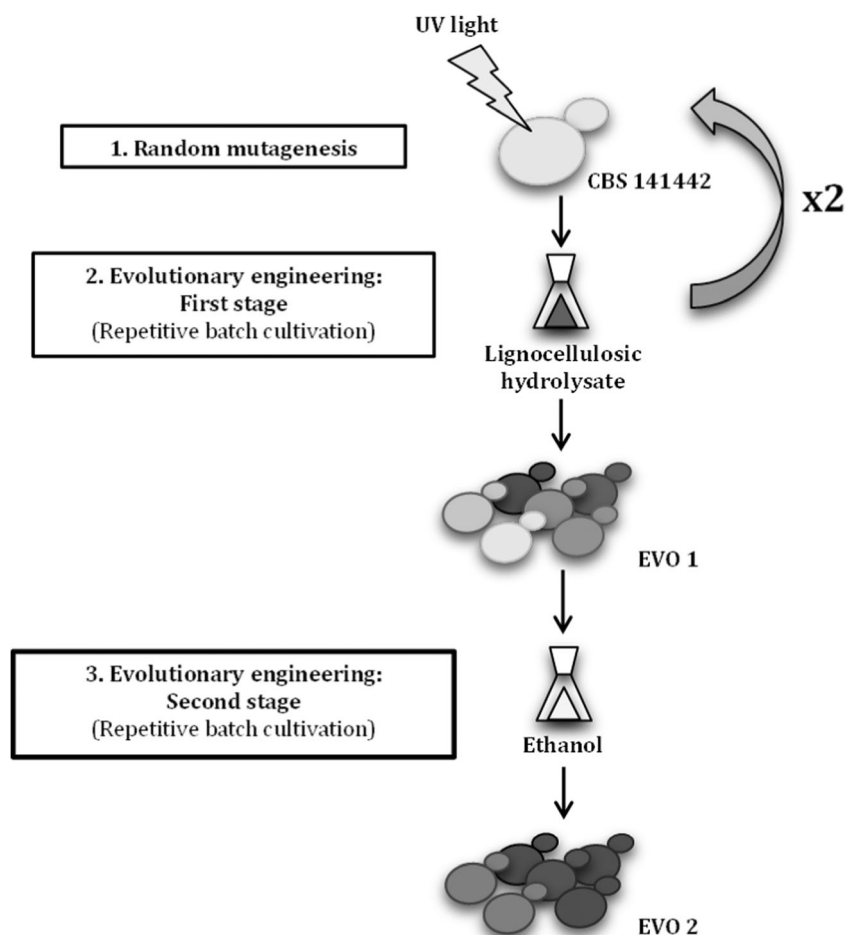 UV light
1. Random mutagenesis
CBS 141442
x2
2. Evolutionary engineering:
First stage
(Repetitive batch cultivation)
Lignocellulosic
hydrolysate
EVO 1
3. Evolutionary engineering:
Second stage
(Repetitive batch cultivation)
Ethanol
EVO 2